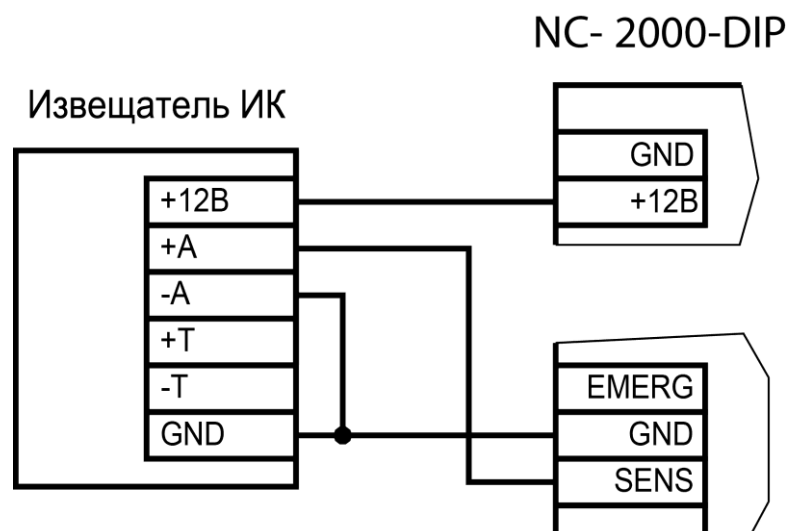 NC- 2000-DIP
Извещатель ИК
+12В
+А
-А
+Т
-Т
GND
GND
+12В
EMERG
GND
SENS